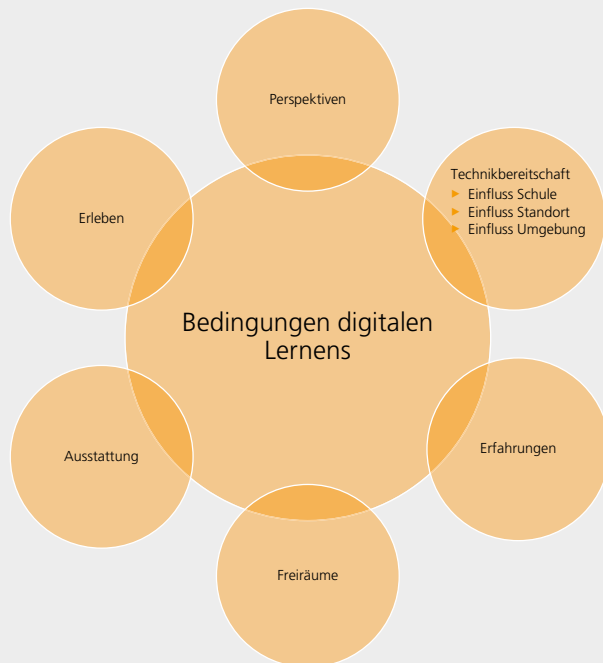 Perspektiven
Technikbereitschaft
► Einfluss Schule
► Einfluss Standort
► Einfluss Umgebung
Erleben
Bedingungen digitalen
Lernens
Erfahrungen
Ausstattung
Freiräume